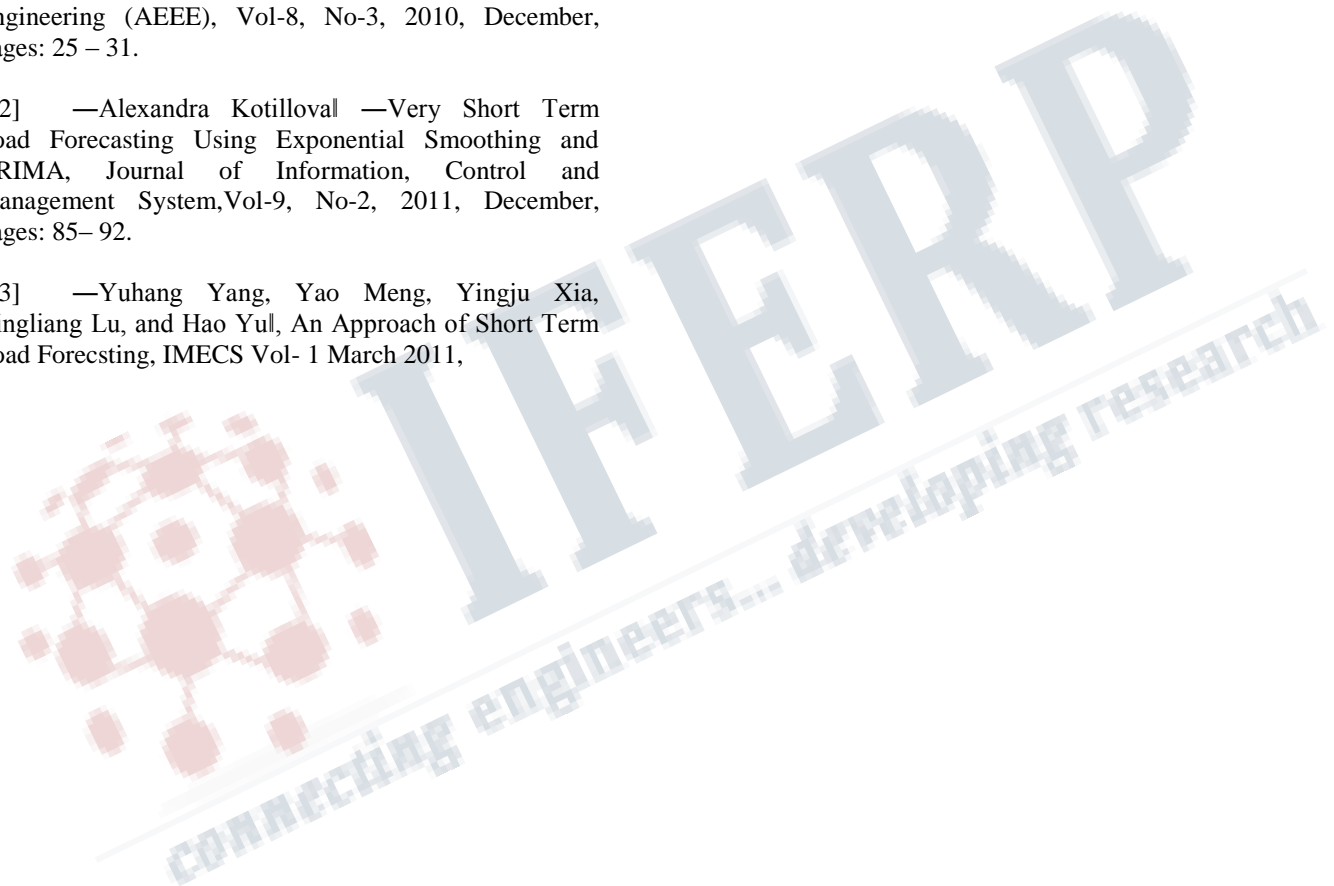 ngineering (AEEE), Vol-8, No-3, 2010, December,
ages: 25 – 31.
2] ―Alexandra Kotillova‖ ―Very Short Term
oad Forecasting Using Exponential Smoothing and
RIMA, Journal of Information, Control and
anagement System,Vol-9, No-2, 2011, December,
ages: 85– 92.
3] ―Yuhang Yang, Yao Meng, Yingju Xia,
ingliang Lu, and Hao Yu‖, An Approach of Short Term
oad Forecsting, IMECS Vol- 1 March 2011,
IFERP
connecting engineers... developing research